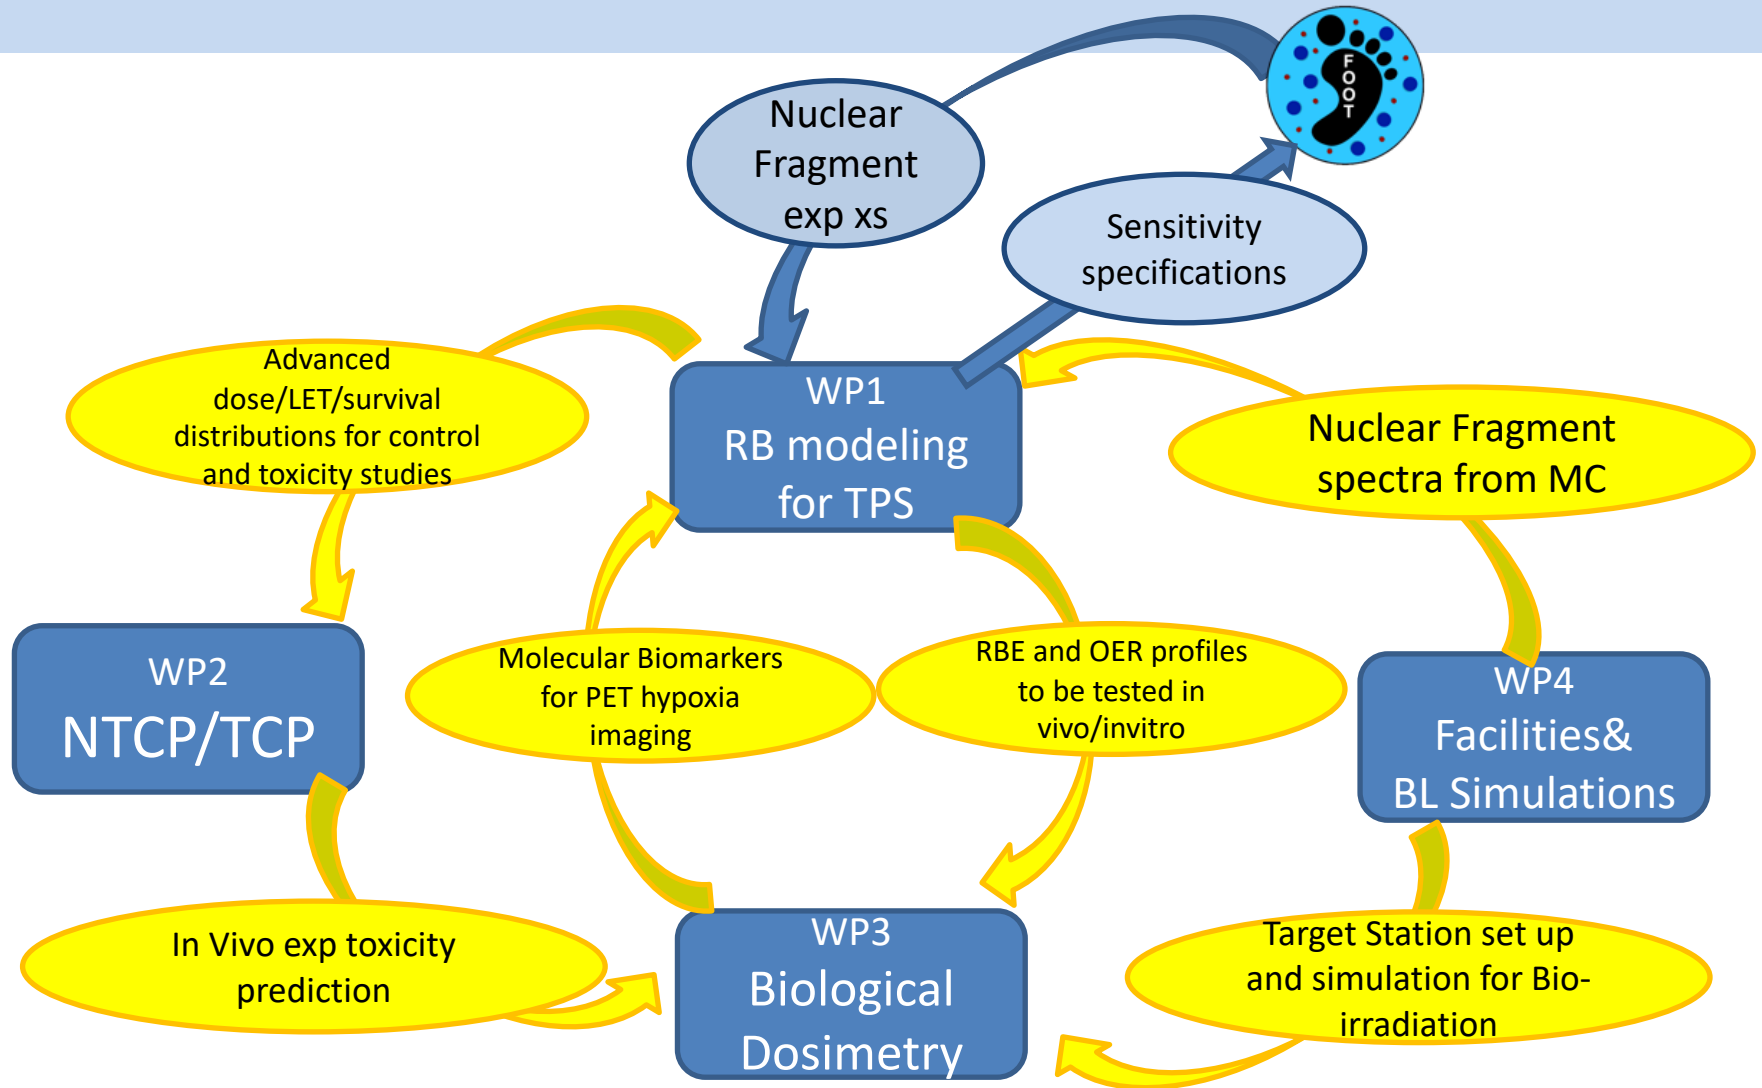 FOOT
Nuclear
Fragment
exp xs
Sensitivity
specifications
Advanced
dose/LET/survival
distributions for control
and toxicity studies
WP1
RB modeling
for TPS
Nuclear Fragment
spectra from MC
WP2
NTCP/TCP
Molecular Biomarkers
for PET hypoxia
imaging
RBE and OER profiles
to be tested in
vivo/invitro
WP4
Facilities&
BL Simulations
In Vivo exp toxicity
prediction
WP3
Biological
Dosimetry
Target Station set up
and simulation for Bio-
irradiation